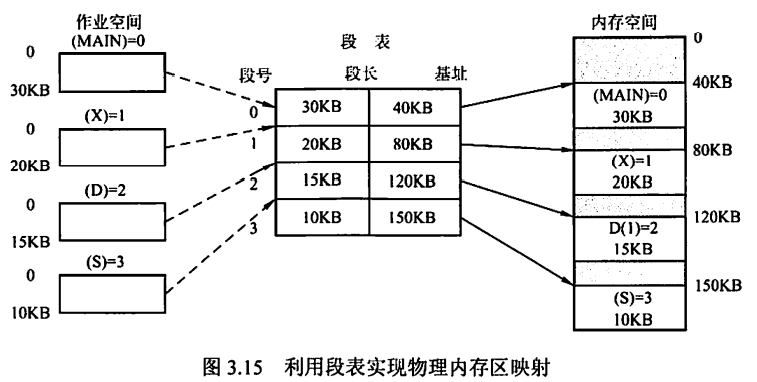 作业空间
(MAIN)=0
0
30KB
(X)=1
0
20KB
(D)=2
0
15KB
(S)=3
0
10KB
段 表
段号 段长 基址
0 30KB 40KB
1 20KB 80KB
2 15KB 120KB
3 10KB 150KB
内存空间
0
40KB
(MAIN)=0
30KB
80KB
(X)=1
20KB
120KB
D(1)=2
15KB
150KB
(S)=3
10KB
图 3.15 利用段表实现物理内存区映射